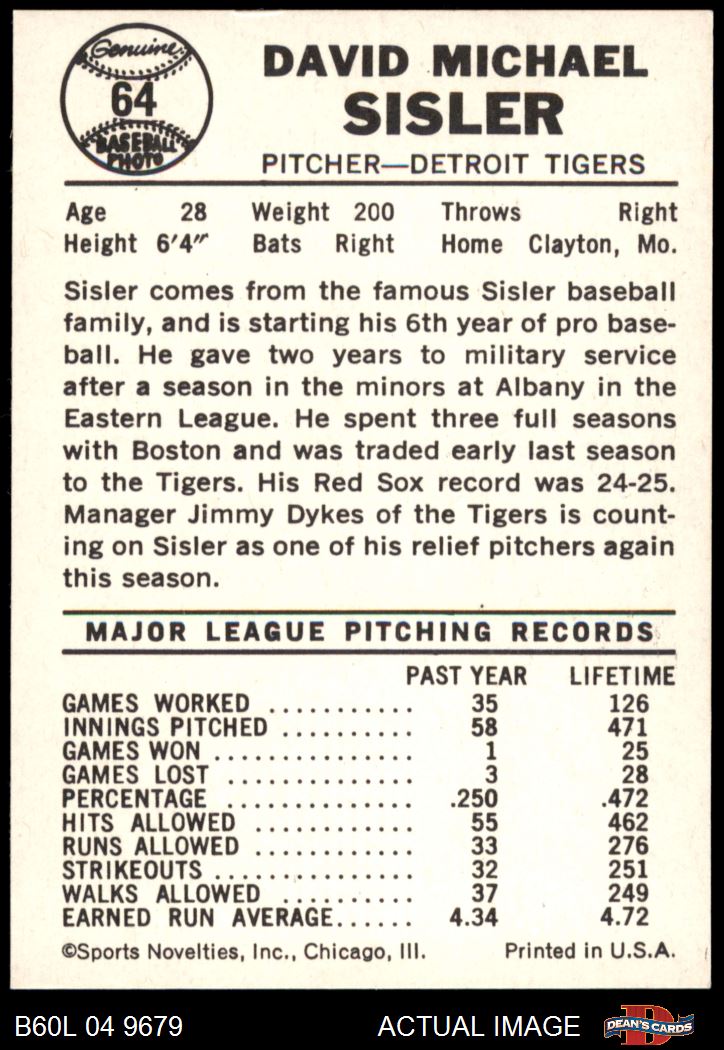 Genuine
64
BASEBALL
PHOTO
DAVID MICHAEL
SISLER
PITCHER—DETROIT TIGERS
Age 28 Weight 200 Throws Right
Height 6'4" Bats Right Home Clayton, Mo.
Sisler comes from the famous Sisler baseball
family, and is starting his 6th year of pro base-
ball. He gave two years to military service
after a season in the minors at Albany in the
Eastern League. He spent three full seasons
with Boston and was traded early last season
to the Tigers. His Red Sox record was 24-25.
Manager Jimmy Dykes of the Tigers is count-
ing on Sisler as one of his relief pitchers again
this season.
MAJOR LEAGUE PITCHING RECORDS
PAST YEAR LIFETIME
GAMES WORKED ........... 35 126
INNINGS PITCHED .......... 58 471
GAMES WON ............... 1 25
GAMES LOST .............. 3 28
PERCENTAGE .............. .250 .472
HITS ALLOWED ............ 55 462
RUNS ALLOWED ............ 33 276
STRIKEOUTS ............... 32 251
WALKS ALLOWED .......... 37 249
EARNED RUN AVERAGE...... 4.34 4.72
©Sports Novelties, Inc., Chicago, Ill. Printed in U.S.A.
B60L 04 9679 ACTUAL IMAGE
D
DEAN'S CARDS